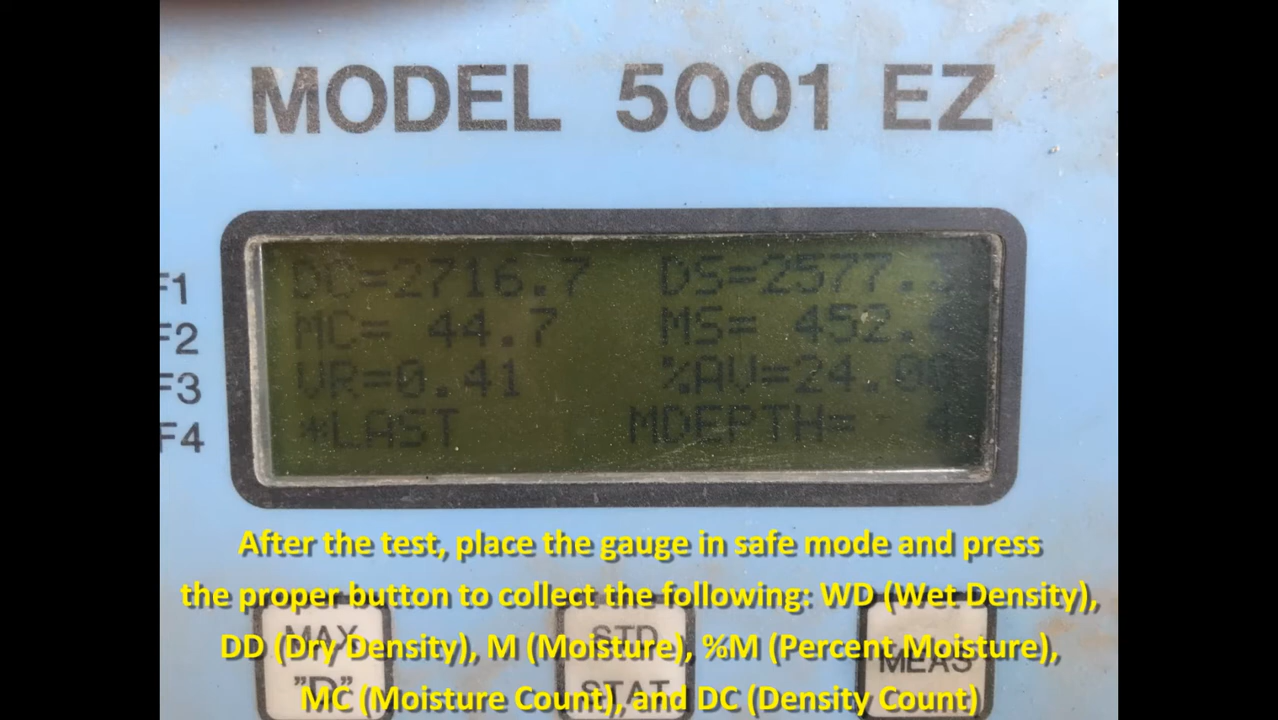 MODEL 5001 EZ
F1
F2
F3
F4
DC=2716.7 DS=2577.
MC= 44.7 MS= 452.
VR=0.41 %AV=24.00
*LAST MDEPTH= 4
After the test, place the gauge in safe mode and press
the proper button to collect the following: WD (Wet Density),
DD (Dry Density), M (Moisture), %M (Percent Moisture),
MC (Moisture Count), and DC (Density Count)
MAX
"D"
STD
STAT
MEAS